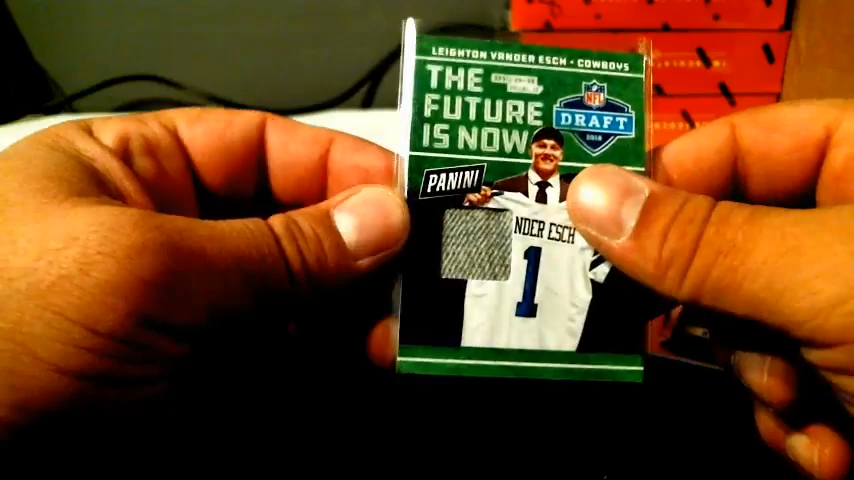 LEIGHTON VANDER ESCH • COWBOYS
THE
FUTURE
IS NOW
NFL
DRAFT
2018
PANINI
NDER ESCH
1